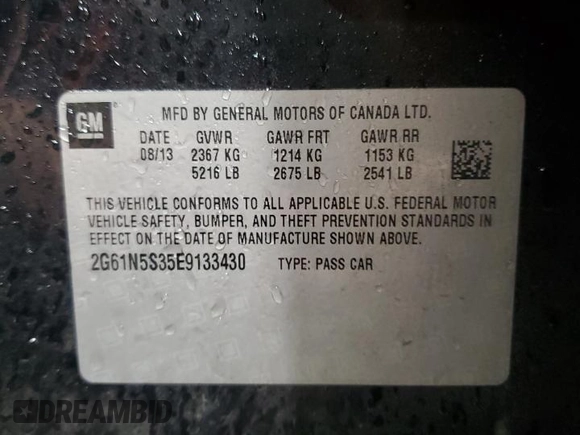 GM
MFD BY GENERAL MOTORS OF CANADA LTD.
DATE GVWR GAWR FRT GAWR RR
08/13 2367 KG 1214 KG 1153 KG
5216 LB 2675 LB 2541 LB
THIS VEHICLE CONFORMS TO ALL APPLICABLE U.S. FEDERAL MOTOR
VEHICLE SAFETY, BUMPER, AND THEFT PREVENTION STANDARDS IN
EFFECT ON THE DATE OF MANUFACTURE SHOWN ABOVE.
2G61N5S35E9133430 TYPE: PASS CAR
DREAMBID